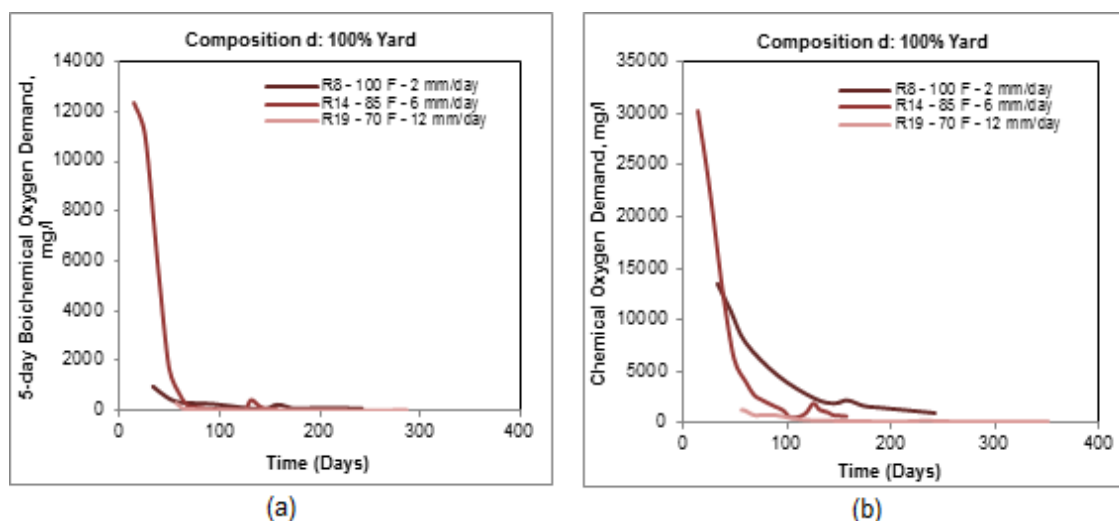 Composition d: 100% Yard
14000
12000
10000
8000
6000
4000
2000
0
5-day Boichemical Oxygen Demand,
mg/l
R8 - 100 F - 2 mm/day
R14 - 85 F - 6 mm/day
R19 - 70 F - 12 mm/day
0
100
200
300
400
Time (Days)
(a)
Composition d: 100% Yard
35000
30000
25000
20000
15000
10000
5000
0
Chemical Oxygen Demand, mg/l
R8 - 100 F - 2 mm/day
R14 - 85 F - 6 mm/day
R19 - 70 F - 12 mm/day
0
100
200
300
400
Time (Days)
(b)